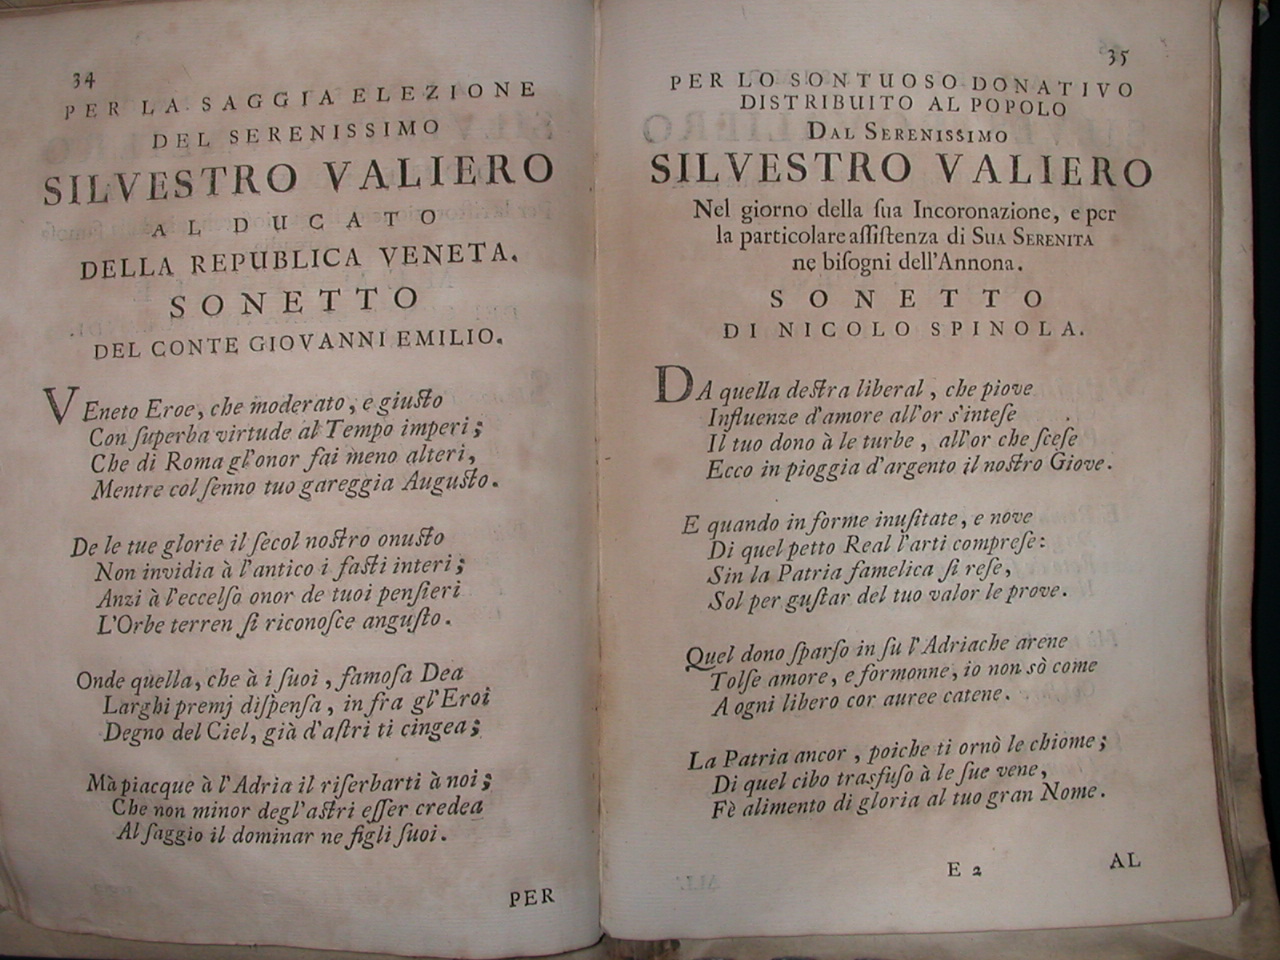 34
PER LA SAGGIA ELEZIONE
DEL SERENISSIMO
SILVESTRO VALIERO
AL DUCATO
DELLA REPUBLICA VENETA.
SONETTO
DEL CONTE GIOVANNI EMILIO.
VEneto Eroe, che moderato, e giuſto
Con ſuperba virtude al Tempo imperi;
Che di Roma gl'onor fai meno alteri,
Mentre col ſenno tuo gareggia Auguſto.
De le tue glorie il ſecol noſtro onuſto
Non invidia à l'antico i faſti interi;
Anzi à l'eccelſo onor de tuoi penſieri
L'Orbe terren ſi riconoſce anguſto.
Onde quella, che à i ſuoi, famoſa Dea
Larghi premj diſpenſa, in fra gl'Eroi
Degno del Ciel, già d'aſtri ti cingea;
Mà piacque à l'Adria il riſerbarti à noi;
Che non minor degl'aſtri eſſer credea
Al ſaggio il dominar ne figli ſuoi.
PER
35
PER LO SONTUOSO DONATIVO
DISTRIBUITO AL POPOLO
DAL SERENISSIMO
SILVESTRO VALIERO
Nel giorno della ſua Incoronazione, e per
la particolare aſſiſtenza di SUA SERENITA
ne biſogni dell'Annona.
SONETTO
DI NICOLO SPINOLA.
DA quella deſtra liberal, che piove
Influenze d'amore all'or s'inteſe
Il tuo dono à le turbe, all'or che ſceſe
Ecco in pioggia d'argento il noſtro Giove.
E quando in forme inuſitate, e nove
Di quel petto Real l'arti compreſe:
Sin la Patria famelica ſi reſe,
Sol per guſtar del tuo valor le prove.
Quel dono ſparſo in ſu l'Adriache arene
Tolſe amore, e formonne, io non sò come
A ogni libero cor auree catene.
La Patria ancor, poiche ti ornò le chiome;
Di quel cibo trasfuſo à le ſue vene,
Fè alimento di gloria al tuo gran Nome.
E 2
AL